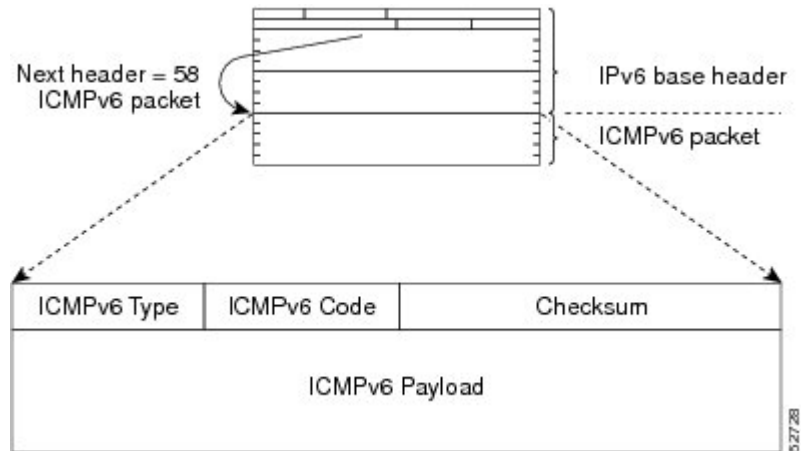 Next header = 58
ICMPv6 packet
IPv6 base header
ICMPv6 packet
ICMPv6 Type
ICMPv6 Code
Checksum
ICMPv6 Payload
52728